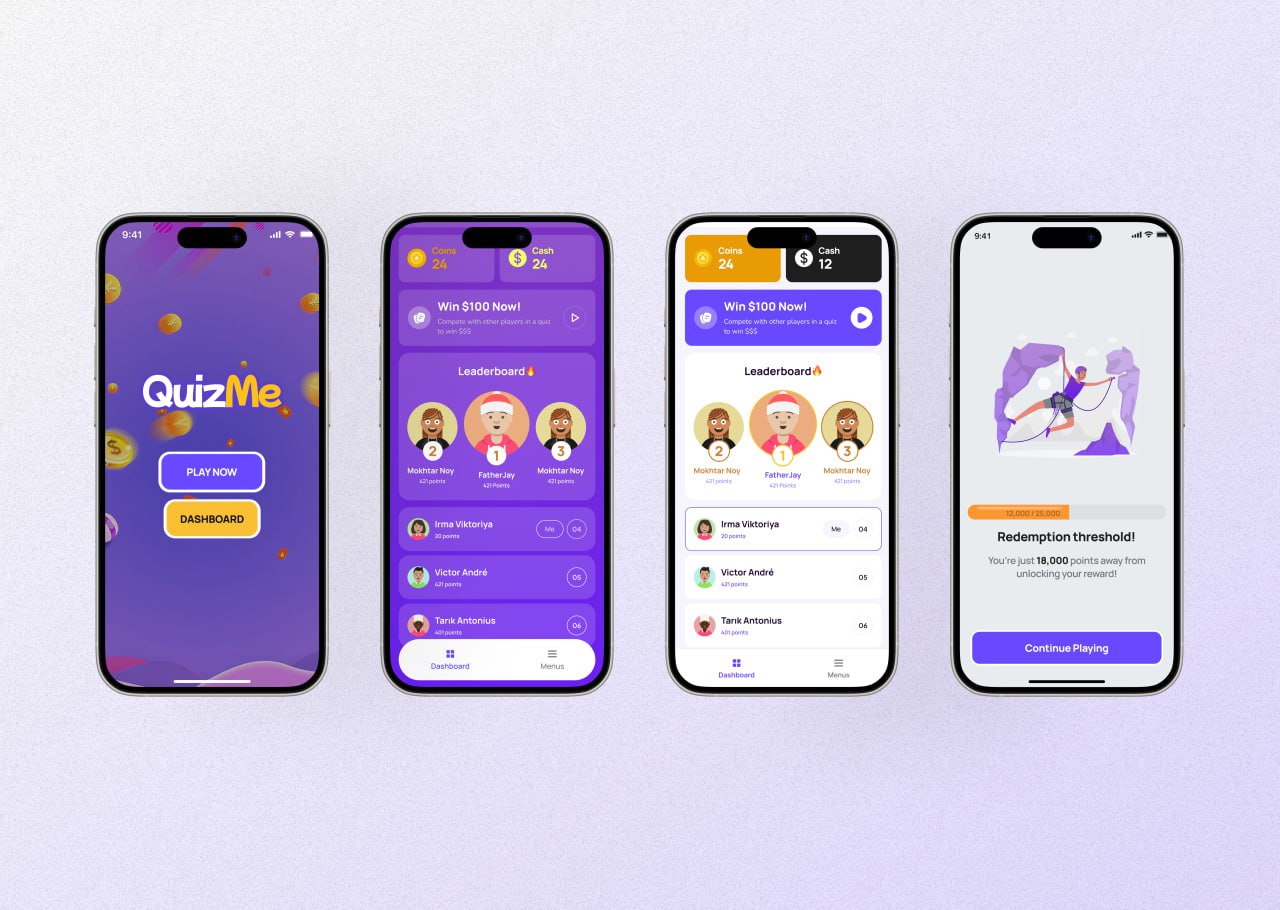 9:41
QuizMe
PLAY NOW
DASHBOARD
Coins
24
Cash
24
Win $100 Now!
Compete with other players in a quiz
to win $$$
Leaderboard🔥
2
1
3
Mokhtar Noy
421 points
FatherJay
421 Points
Mokhtar Noy
421 points
Irma Viktoriya
20 points
Me
04
Victor André
421 points
05
Tarık Antonius
401 points
06
Dashboard
Menus
Coins
24
Cash
12
Win $100 Now!
Compete with other players in a quiz
to win $$$
Leaderboard🔥
2
1
3
Mokhtar Noy
421 points
FatherJay
421 Points
Mokhtar Noy
421 points
Irma Viktoriya
20 points
Me
04
Victor André
421 points
05
Tarık Antonius
401 points
06
Dashboard
Menus
9:41
12,000 / 25,000
Redemption threshold!
You're just 18,000 points away from
unlocking your reward!
Continue Playing